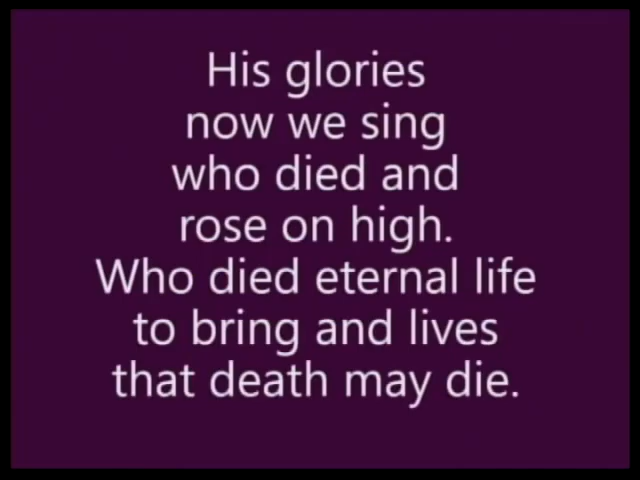 His glories
now we sing
who died and
rose on high.
Who died eternal life
to bring and lives
that death may die.